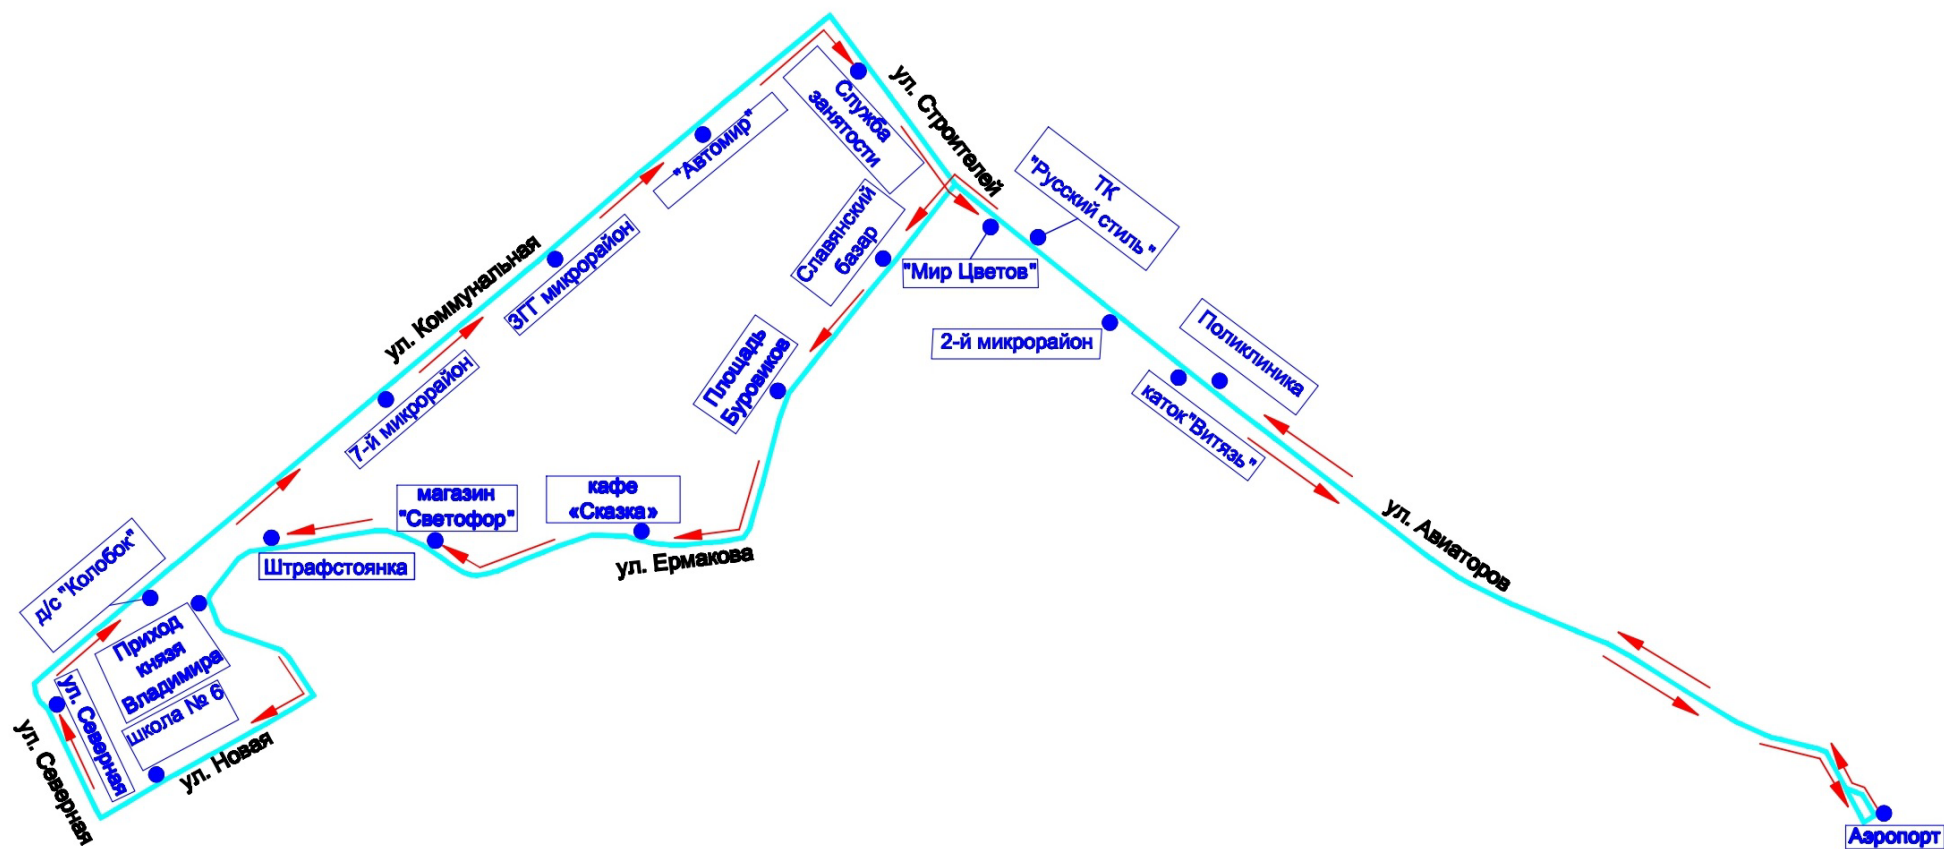 ул. Строителей
Служба
занятости
"Автомир"
ТК
"Русский стиль "
Славянский
базар
"Мир Цветов"
3ГГ микрорайон
ул. Коммунальная
2-й микрорайон
Поликлиника
Площадь
Буровиков
7-й микрорайон
каток"Витязь "
кафе
«Сказка»
магазин
"Светофор"
ул. Авиаторов
ул. Ермакова
Штрафстоянка
д/с "Колобок"
Приход
князя
Владимира
школа № 6
ул. Северная
ул. Северная
ул. Новая
Аэропорт